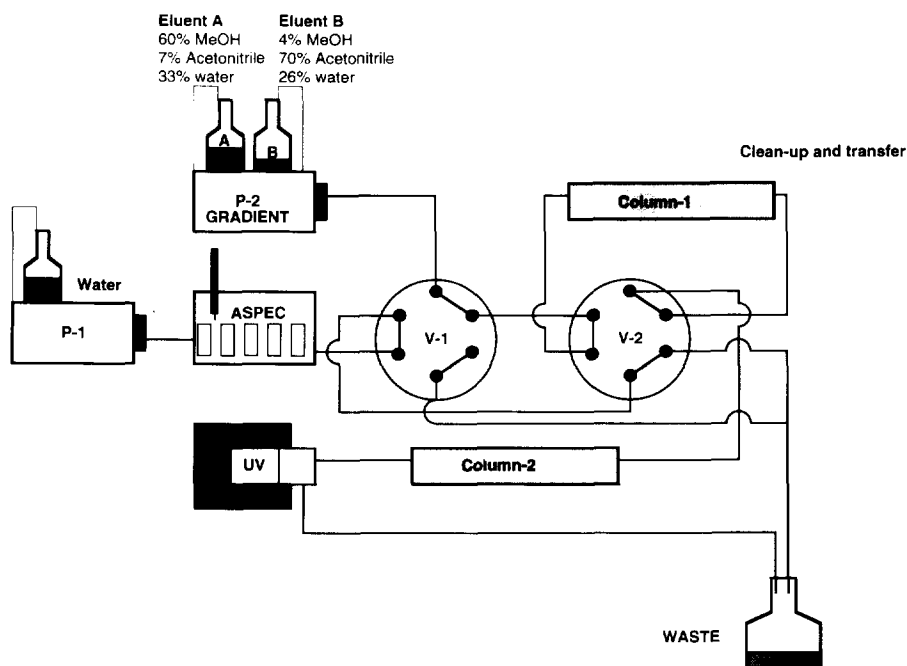 Eluent A
60% MeOH
7% Acetonitrile
33% water
Eluent B
4% MeOH
70% Acetonitrile
26% water
A
B
Clean-up and transfer
P-2
GRADIENT
Column-1
Water
P-1
ASPEC
V-1
V-2
UV
Column-2
WASTE